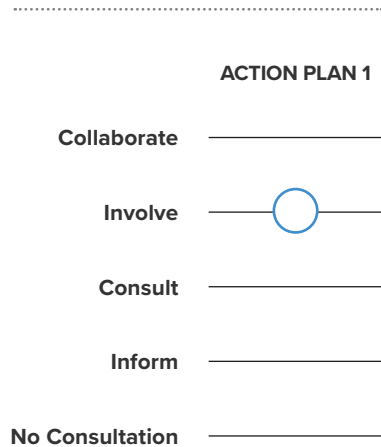 ACTION PLAN 1
Collaborate
Involve
Consult
Inform
No Consultation